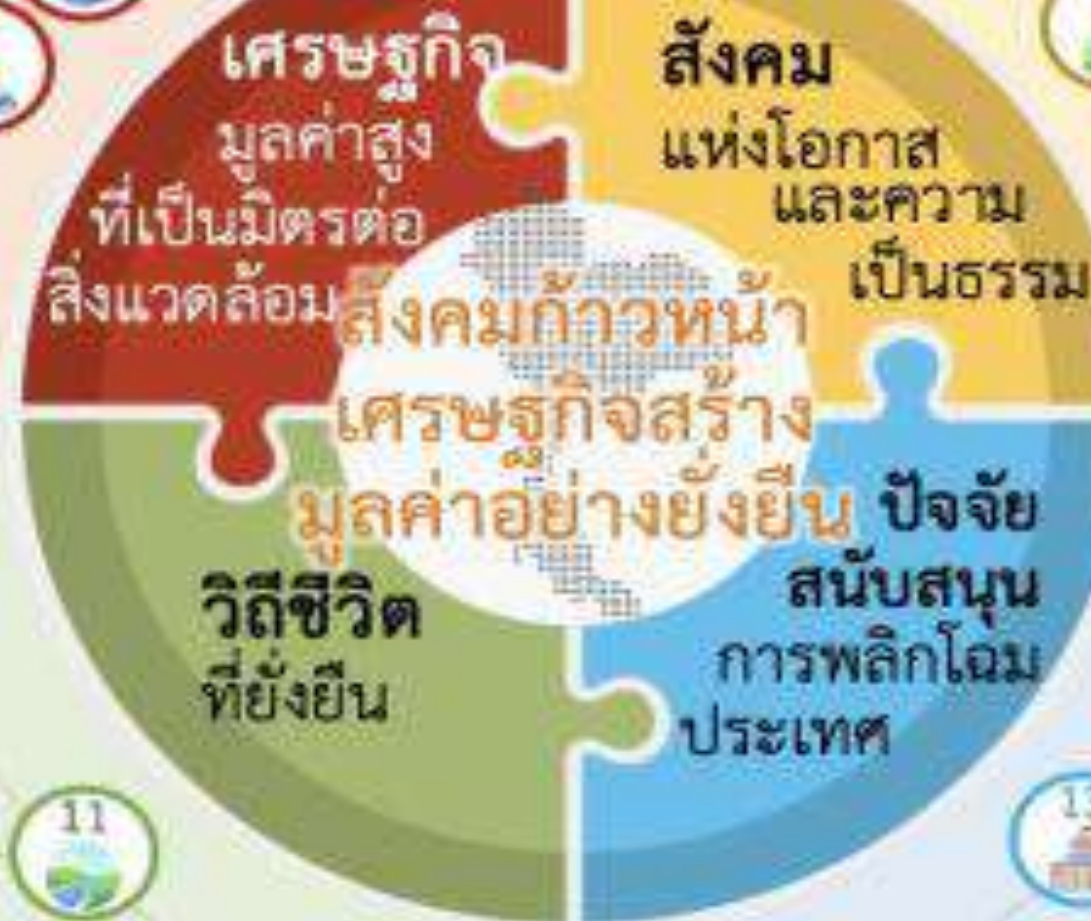 เศรษฐกิจ
มูลค่าสูง
ที่เป็นมิตรต่อ
สิ่งแวดล้อม
สังคม
แห่งโอกาส
และความ
เป็นธรรม
สังคมก้าวหน้า
เศรษฐกิจสร้าง
มูลค่าอย่างยั่งยืน
วิถีชีวิต
ที่ยั่งยืน
ปัจจัย
สนับสนุน
การพลิกโฉม
ประเทศ
11